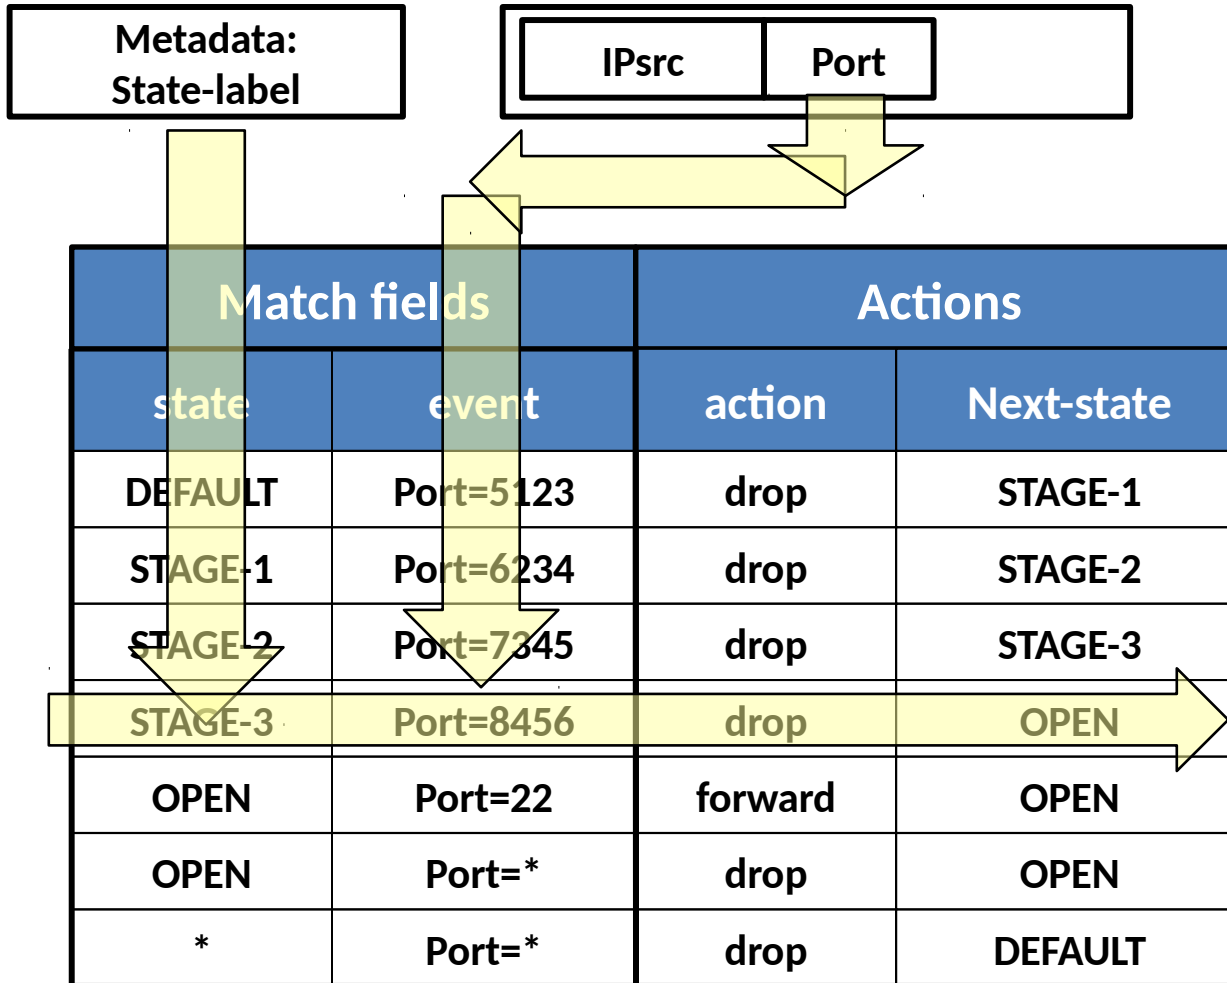 Metadata:
State-label
IPsrc Port
Match fields Actions
state event action Next-state
DEFAULT Port=5123 drop STAGE-1
STAGE-1 Port=6234 drop STAGE-2
STAGE-2 Port=7345 drop STAGE-3
STAGE-3 Port=8456 drop OPEN
OPEN Port=22 forward OPEN
OPEN Port=* drop OPEN
* Port=* drop DEFAULT